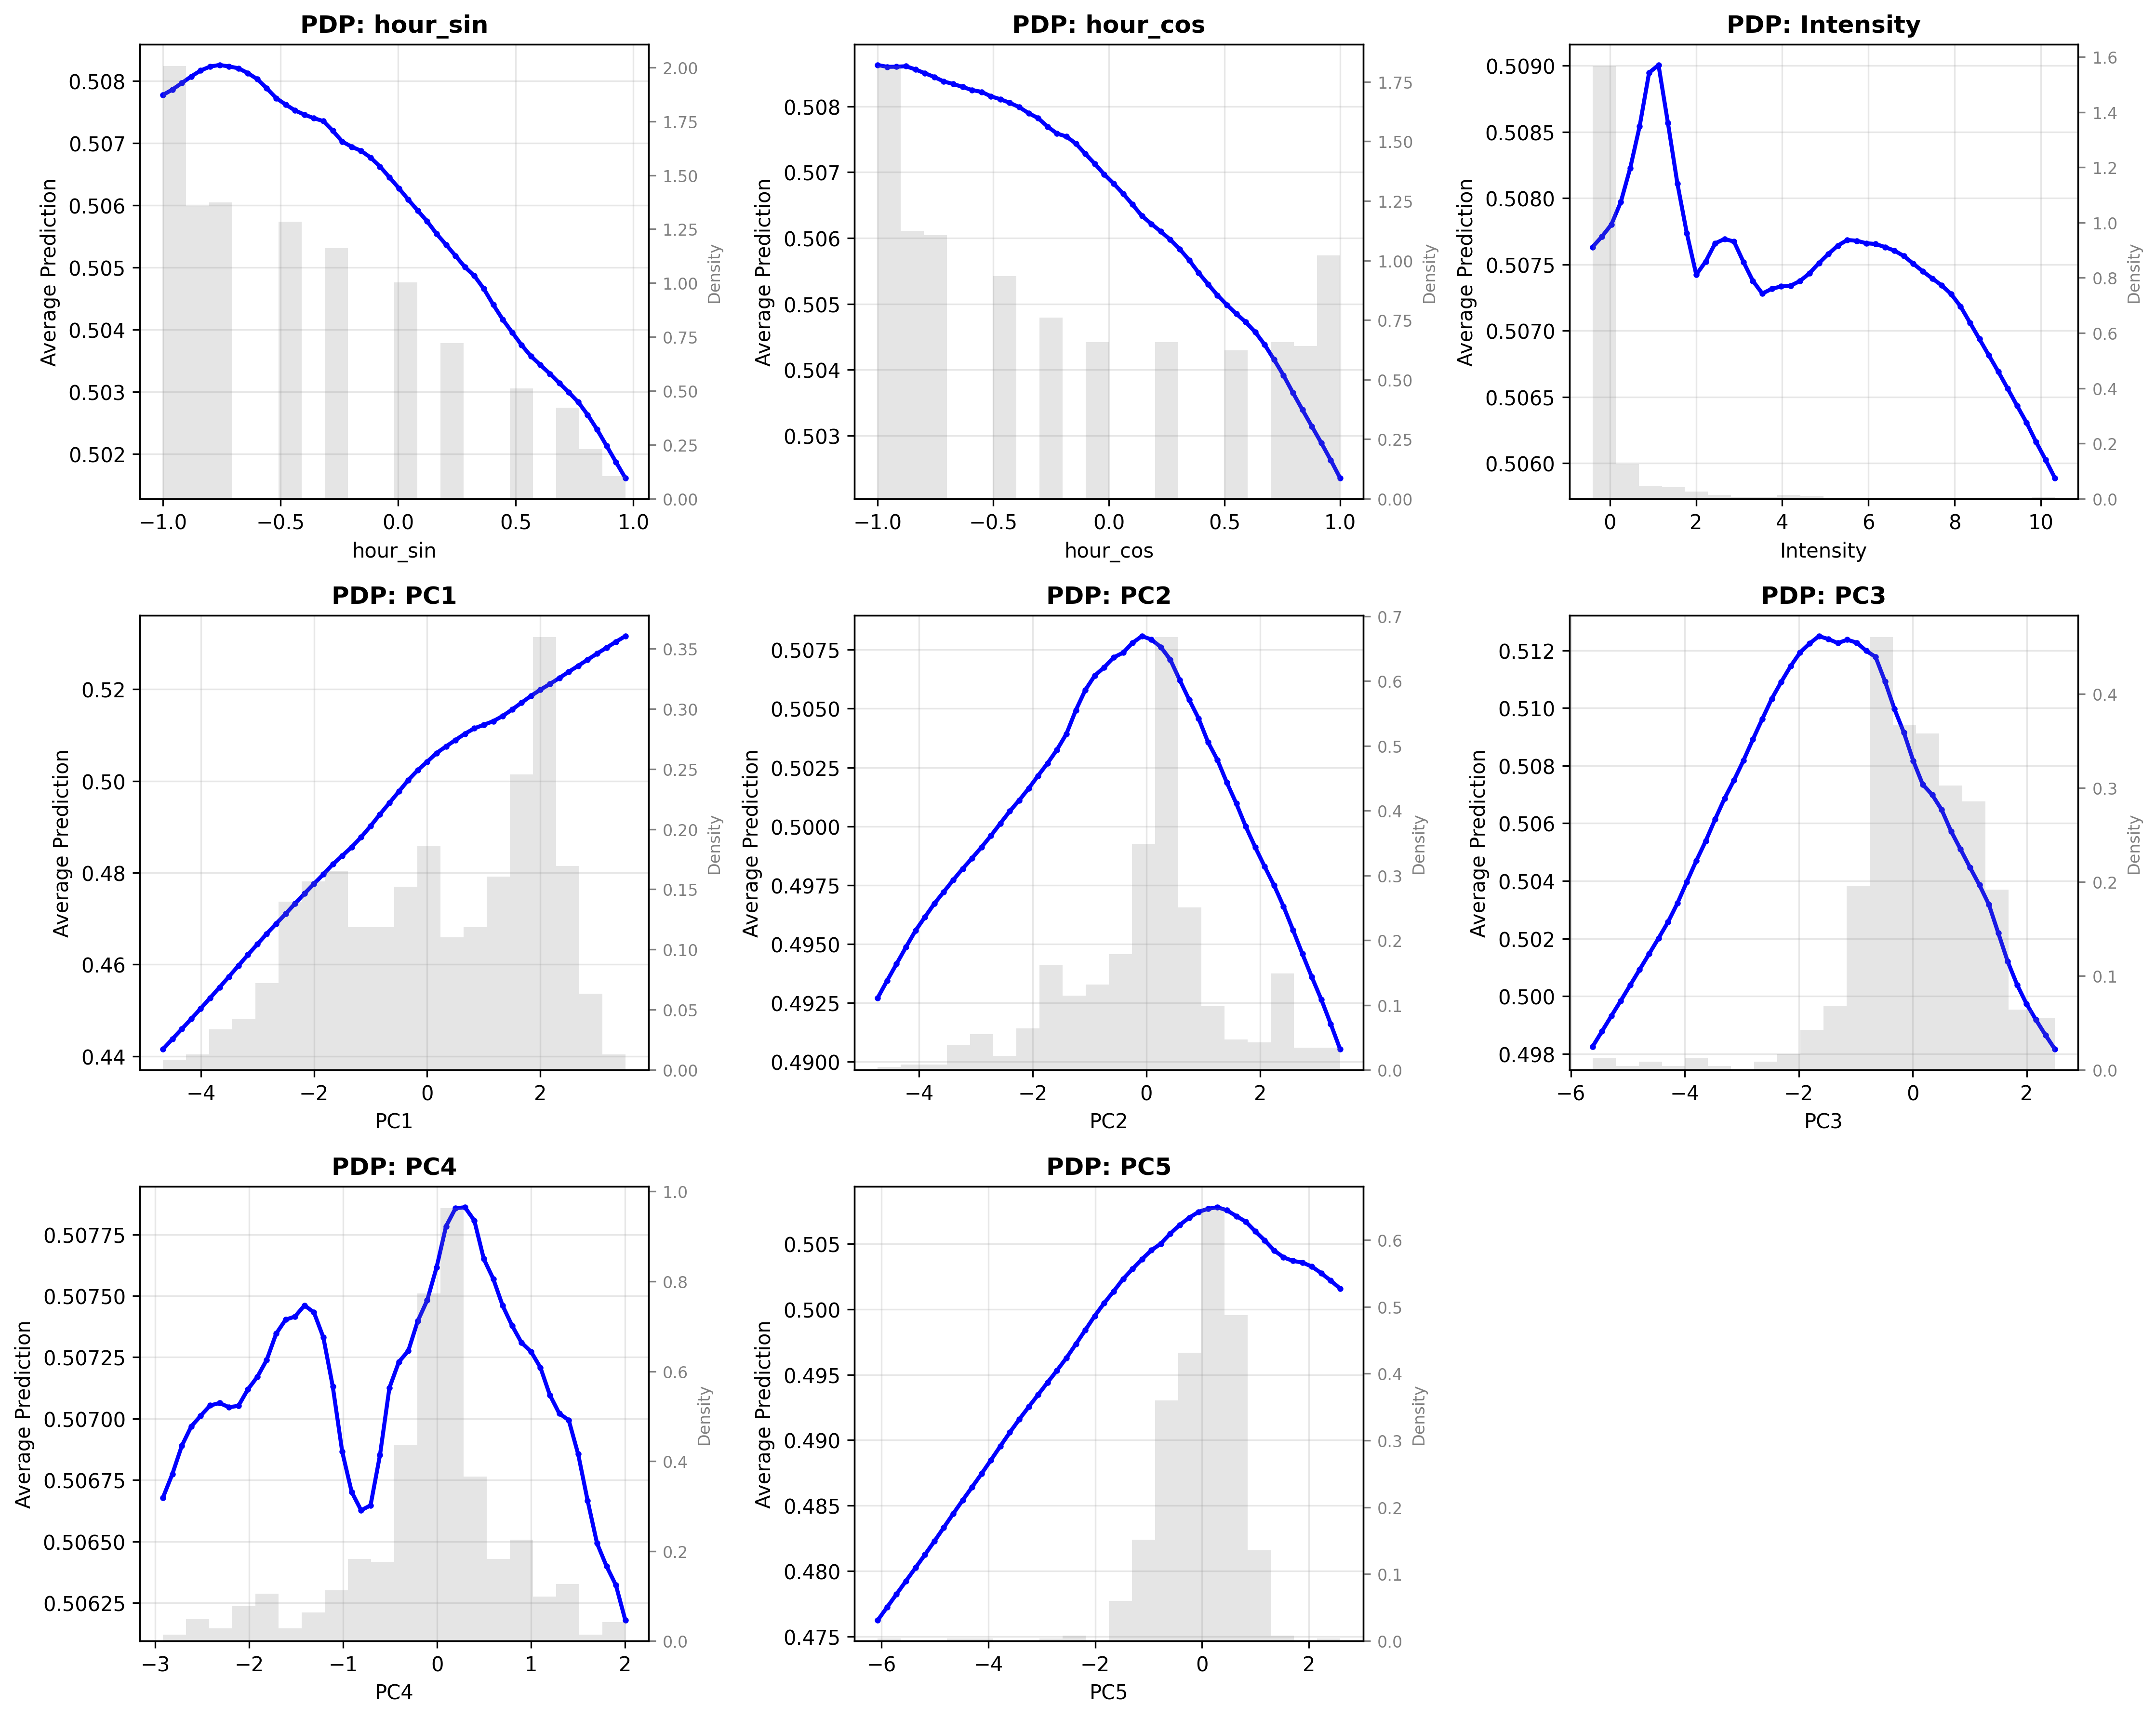 PDP: hour_sin
Average Prediction
0.508
0.507
0.506
0.505
0.504
0.503
0.502
2.00
1.75
1.50
1.25
1.00
0.75
0.50
0.25
0.00
Density
−1.0 −0.5 0.0 0.5 1.0
hour_sin
PDP: hour_cos
Average Prediction
0.508
0.507
0.506
0.505
0.504
0.503
1.75
1.50
1.25
1.00
0.75
0.50
0.25
0.00
Density
−1.0 −0.5 0.0 0.5 1.0
hour_cos
PDP: Intensity
Average Prediction
0.5090
0.5085
0.5080
0.5075
0.5070
0.5065
0.5060
1.6
1.4
1.2
1.0
0.8
0.6
0.4
0.2
0.0
Density
0 2 4 6 8 10
Intensity
PDP: PC1
Average Prediction
0.52
0.50
0.48
0.46
0.44
0.35
0.30
0.25
0.20
0.15
0.10
0.05
0.00
Density
−4 −2 0 2
PC1
PDP: PC2
Average Prediction
0.5075
0.5050
0.5025
0.5000
0.4975
0.4950
0.4925
0.4900
0.7
0.6
0.5
0.4
0.3
0.2
0.1
0.0
Density
−4 −2 0 2
PC2
PDP: PC3
Average Prediction
0.512
0.510
0.508
0.506
0.504
0.502
0.500
0.498
0.4
0.3
0.2
0.1
0.0
Density
−6 −4 −2 0 2
PC3
PDP: PC4
Average Prediction
0.50775
0.50750
0.50725
0.50700
0.50675
0.50650
0.50625
1.0
0.8
0.6
0.4
0.2
0.0
Density
−3 −2 −1 0 1 2
PC4
PDP: PC5
Average Prediction
0.505
0.500
0.495
0.490
0.485
0.480
0.475
0.6
0.5
0.4
0.3
0.2
0.1
0.0
Density
−6 −4 −2 0 2
PC5